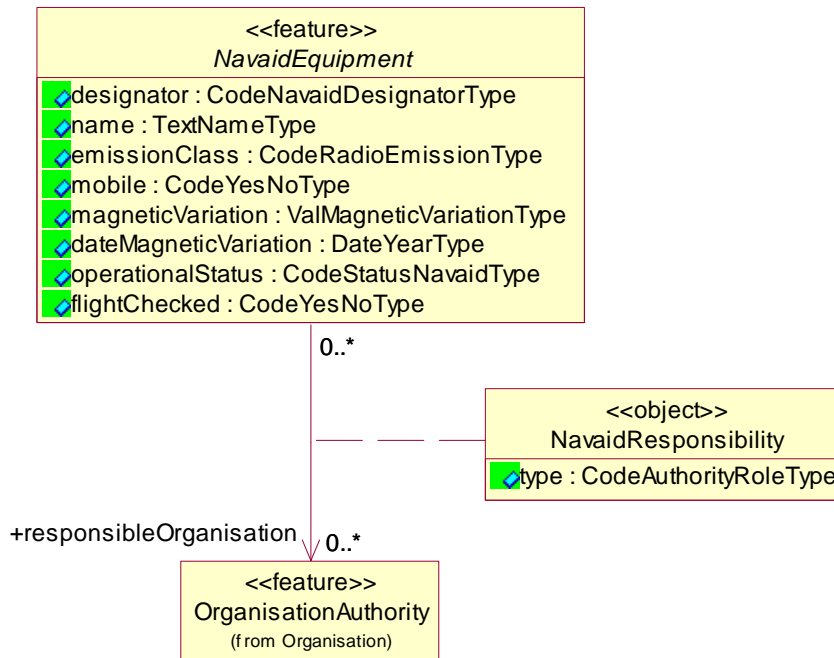 <<feature>>
NavaidEquipment
designator : CodeNavaidDesignatorType
name : TextNameType
emissionClass : CodeRadioEmissionType
mobile : CodeYesNoType
magneticVariation : ValMagneticVariationType
dateMagneticVariation : DateYearType
operationalStatus : CodeStatusNavaidType
flightChecked : CodeYesNoType
0..*
<<object>>
NavaidResponsibility
type : CodeAuthorityRoleType
+responsibleOrganisation
0..*
<<feature>>
OrganisationAuthority
(from Organisation)